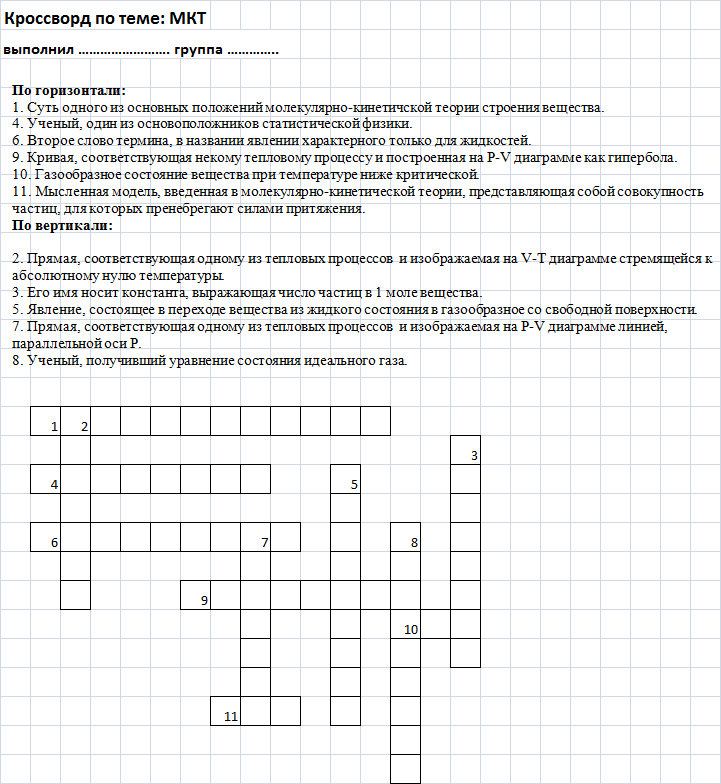 Кроссворд по теме: МКТ
выполнил ……………………. группа …………..
По горизонтали:
1. Суть одного из основных положений молекулярно-кинетичской теории строения вещества.
4. Ученый, один из основоположников статистической физики.
6. Второе слово термина, в названии явлении характерного только для жидкостей.
9. Кривая, соответствующая некому тепловому процессу и построенная на P-V диаграмме как гипербола.
10. Газообразное состояние вещества при температуре ниже критической.
11. Мысленная модель, введенная в молекулярно-кинетической теории, представляющая собой совокупность
частиц, для которых пренебрегают силами притяжения.
По вертикали:
2. Прямая, соответствующая одному из тепловых процессов и изображаемая на V-T диаграмме стремящейся к
абсолютному нулю температуры.
3. Его имя носит константа, выражающая число частиц в 1 моле вещества.
5. Явление, состоящее в переходе вещества из жидкого состояния в газообразное со свободной поверхности.
7. Прямая, соответствующая одному из тепловых процессов и изображаемая на P-V диаграмме линией,
параллельной оси P.
8. Ученый, получивший уравнение состояния идеального газа.
1 2
3
4 5
6 7 8
9
10
11